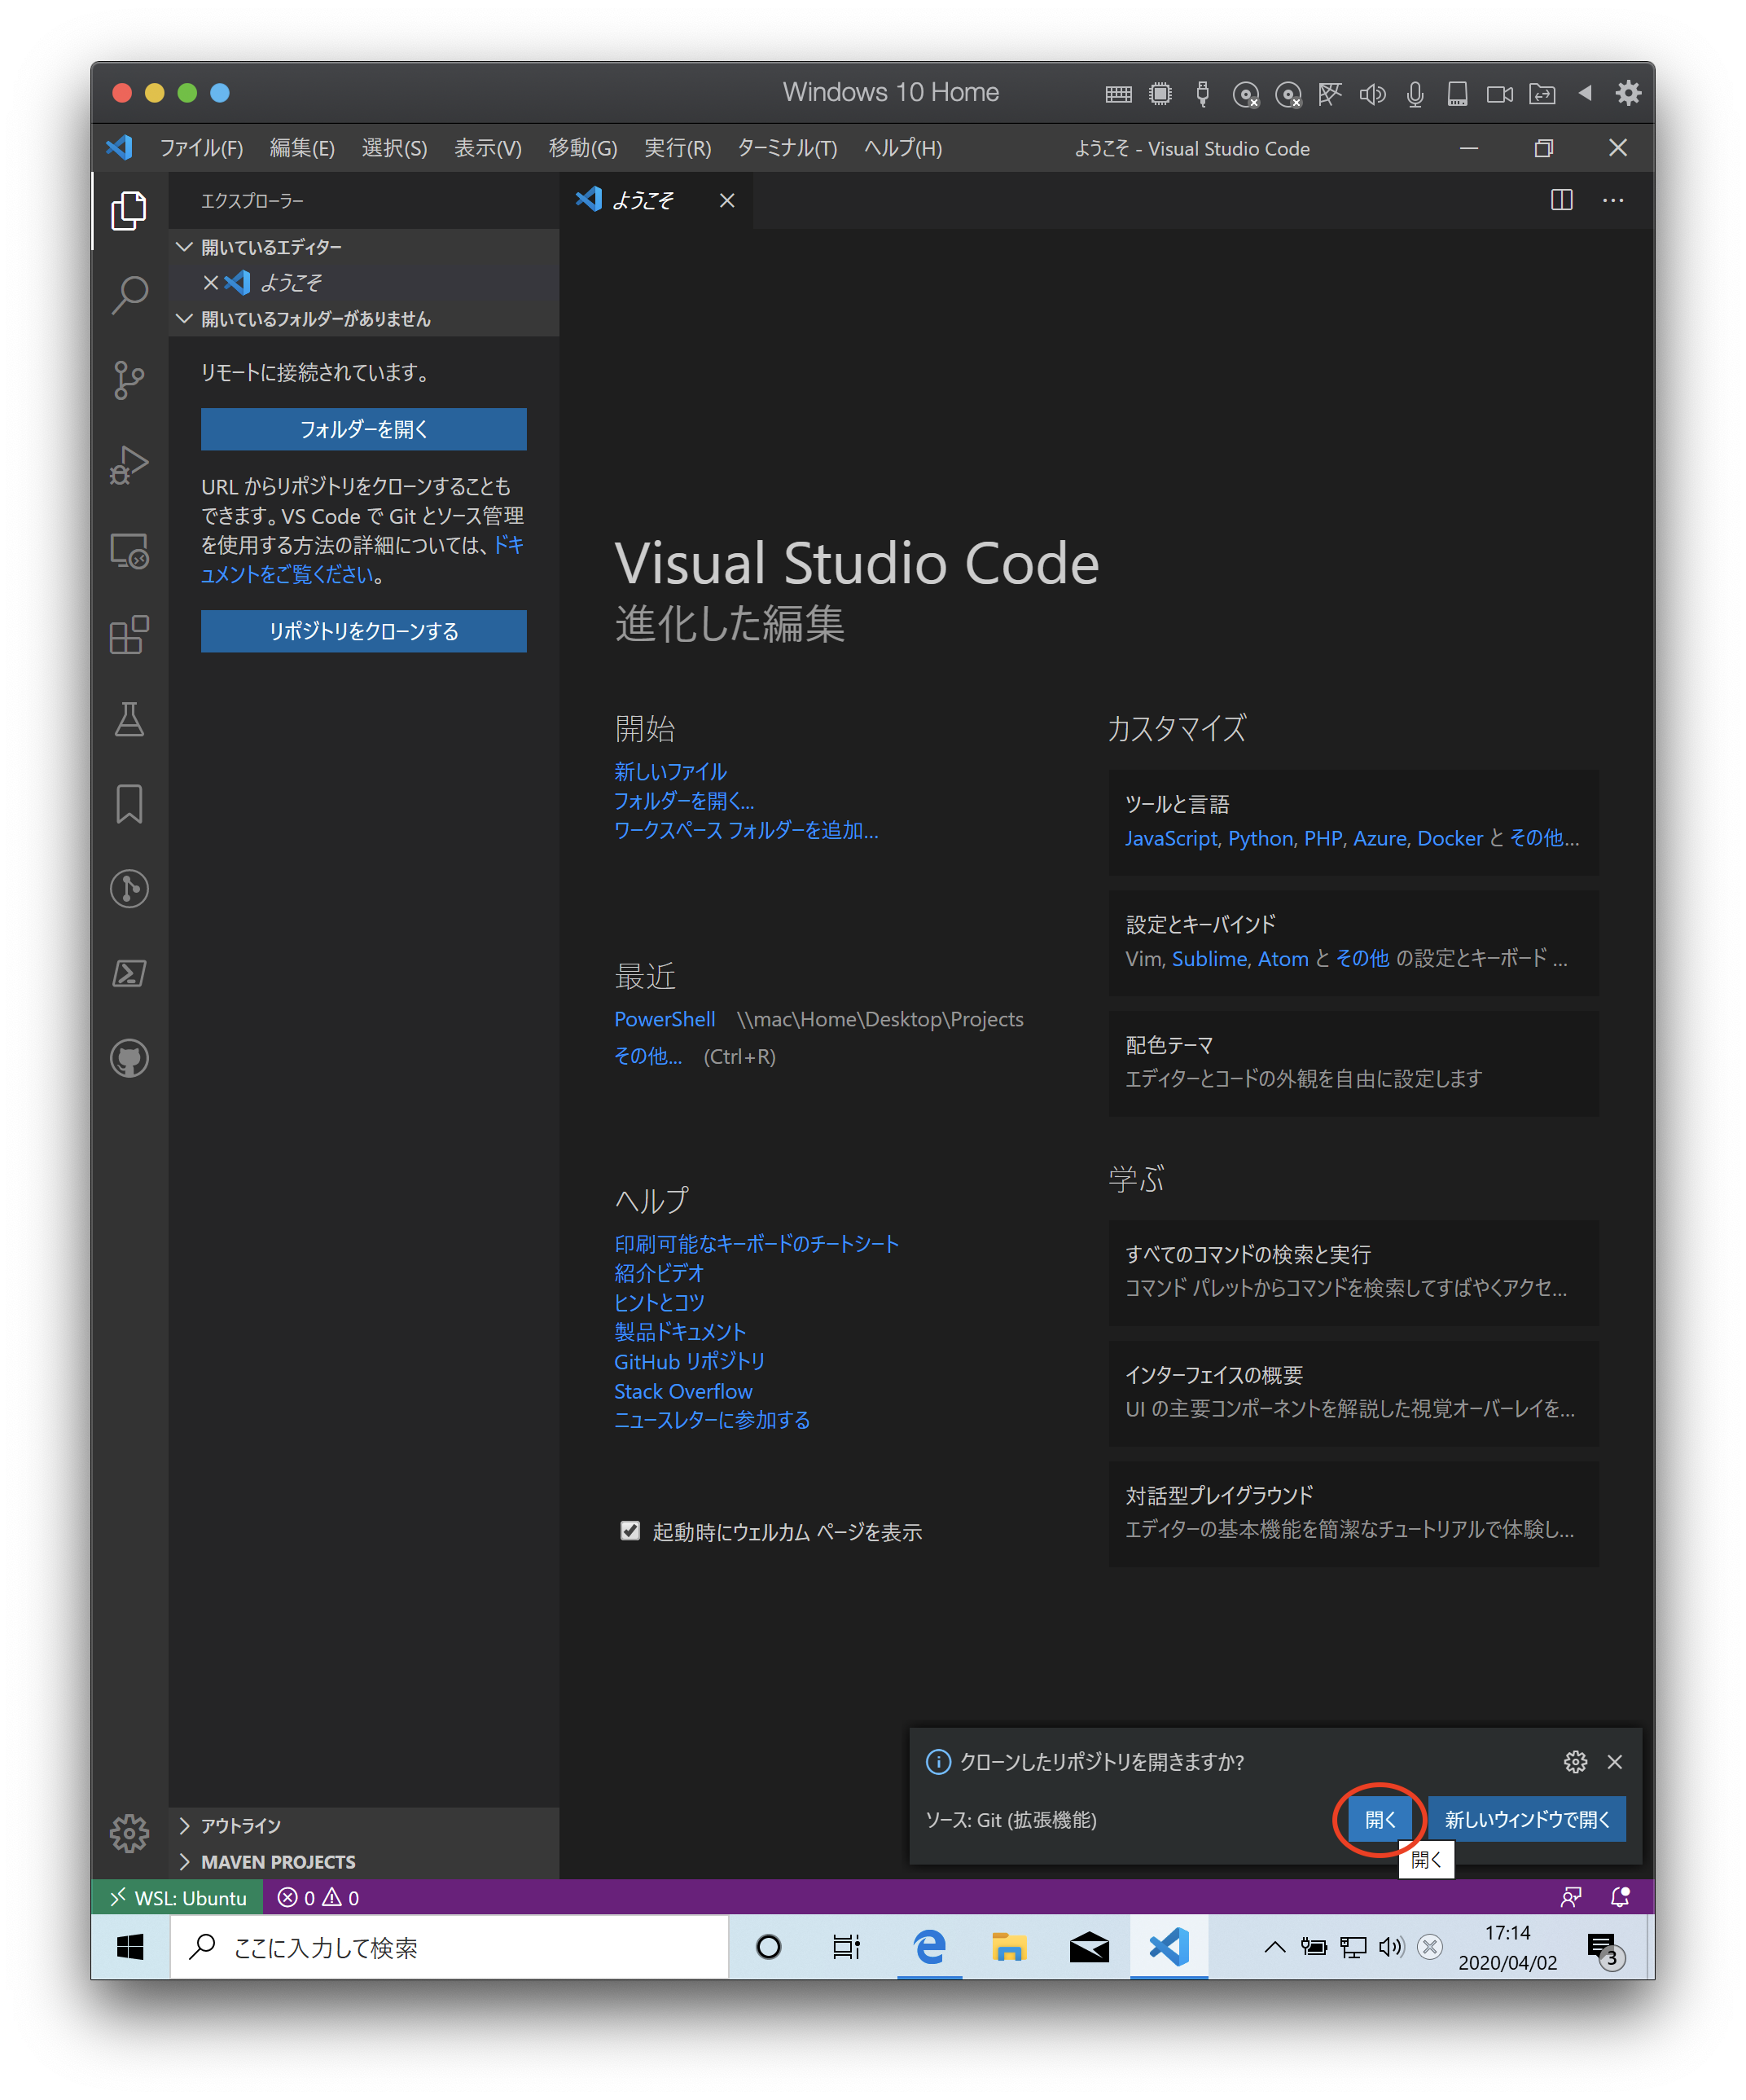 Windows 10 Home
ファイル(F) 編集(E) 選択(S) 表示(V) 移動(G) 実行(R) ターミナル(T) ヘルプ(H) ようこそ - Visual Studio Code
エクスプローラー
ようこそ
開いているエディター
ようこそ
開いているフォルダーがありません
リモートに接続されています。
フォルダーを開く
URL からリポジトリをクローンすることも
できます。VS Code で Git とソース管理
を使用する方法の詳細については、ドキ
ュメントをご覧ください。
リポジトリをクローンする
Visual Studio Code
進化した編集
開始
新しいファイル
フォルダーを開く...
ワークスペース フォルダーを追加...
最近
PowerShell \\mac\Home\Desktop\Projects
その他... (Ctrl+R)
ヘルプ
印刷可能なキーボードのチートシート
紹介ビデオ
ヒントとコツ
製品ドキュメント
GitHub リポジトリ
Stack Overflow
ニュースレターに参加する
起動時にウェルカム ページを表示
カスタマイズ
ツールと言語
JavaScript, Python, PHP, Azure, Docker と その他...
設定とキーバインド
Vim, Sublime, Atom と その他 の設定とキーボード ...
配色テーマ
エディターとコードの外観を自由に設定します
学ぶ
すべてのコマンドの検索と実行
コマンド パレットからコマンドを検索してすばやくアクセ...
インターフェイスの概要
UI の主要コンポーネントを解説した視覚オーバーレイを...
対話型プレイグラウンド
エディターの基本機能を簡潔なチュートリアルで体験し...
クローンしたリポジトリを開きますか?
ソース: Git (拡張機能)
開く
新しいウィンドウで開く
開く
アウトライン
MAVEN PROJECTS
WSL: Ubuntu 0 0
ここに入力して検索
17:14
2020/04/02
3